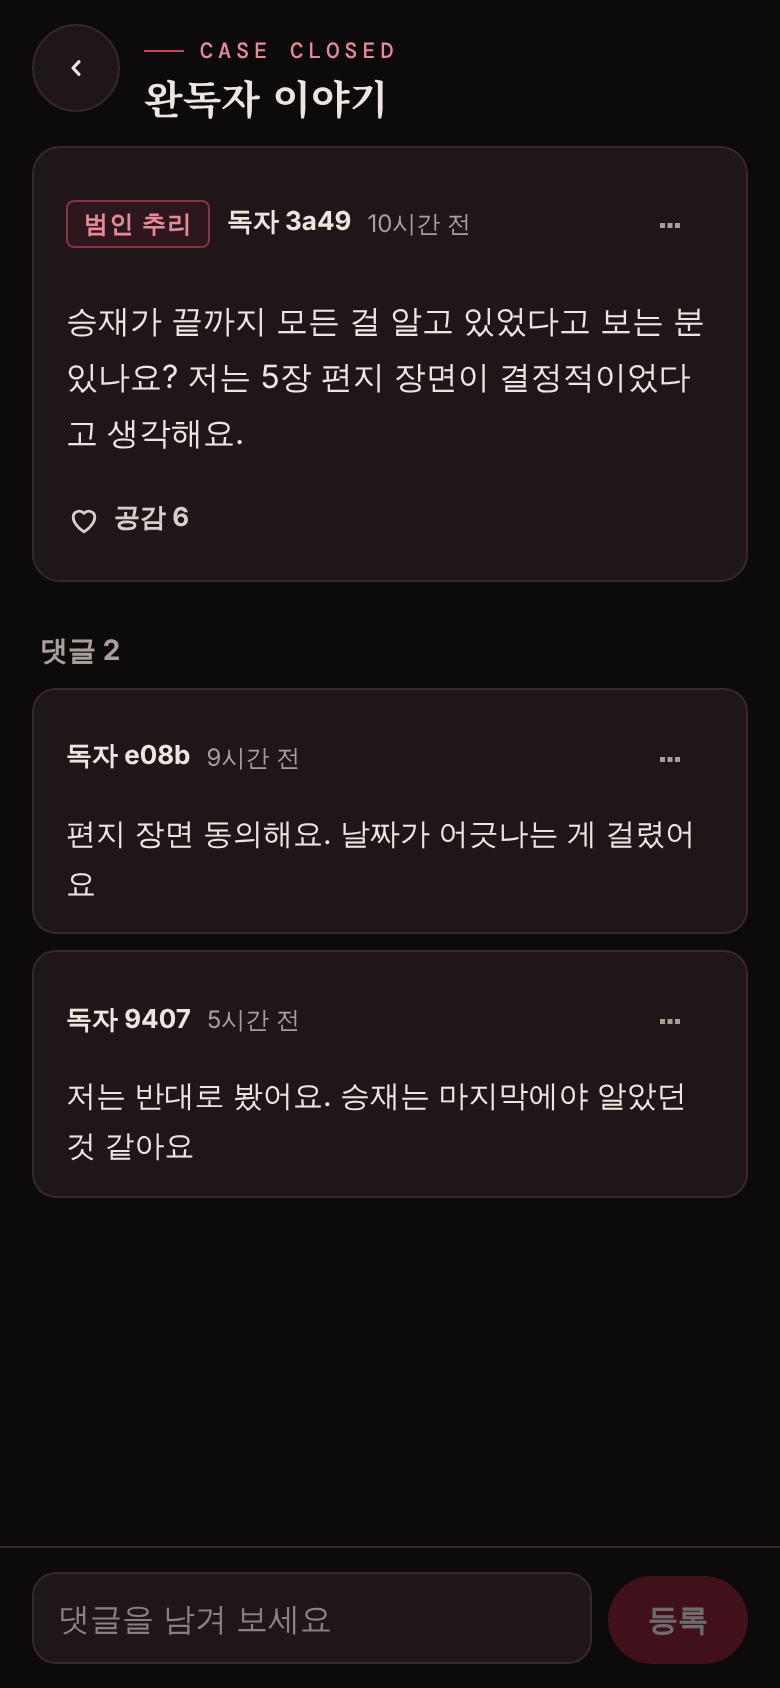 CASE CLOSED
완독자 이야기
범인 추리 독자 3a49 10시간 전
승재가 끝까지 모든 걸 알고 있었다고 보는 분
있나요? 저는 5장 편지 장면이 결정적이었다
고 생각해요.
공감 6
댓글 2
독자 e08b 9시간 전
편지 장면 동의해요. 날짜가 어긋나는 게 걸렸어
요
독자 9407 5시간 전
저는 반대로 봤어요. 승재는 마지막에야 알았던
것 같아요
댓글을 남겨 보세요
등록